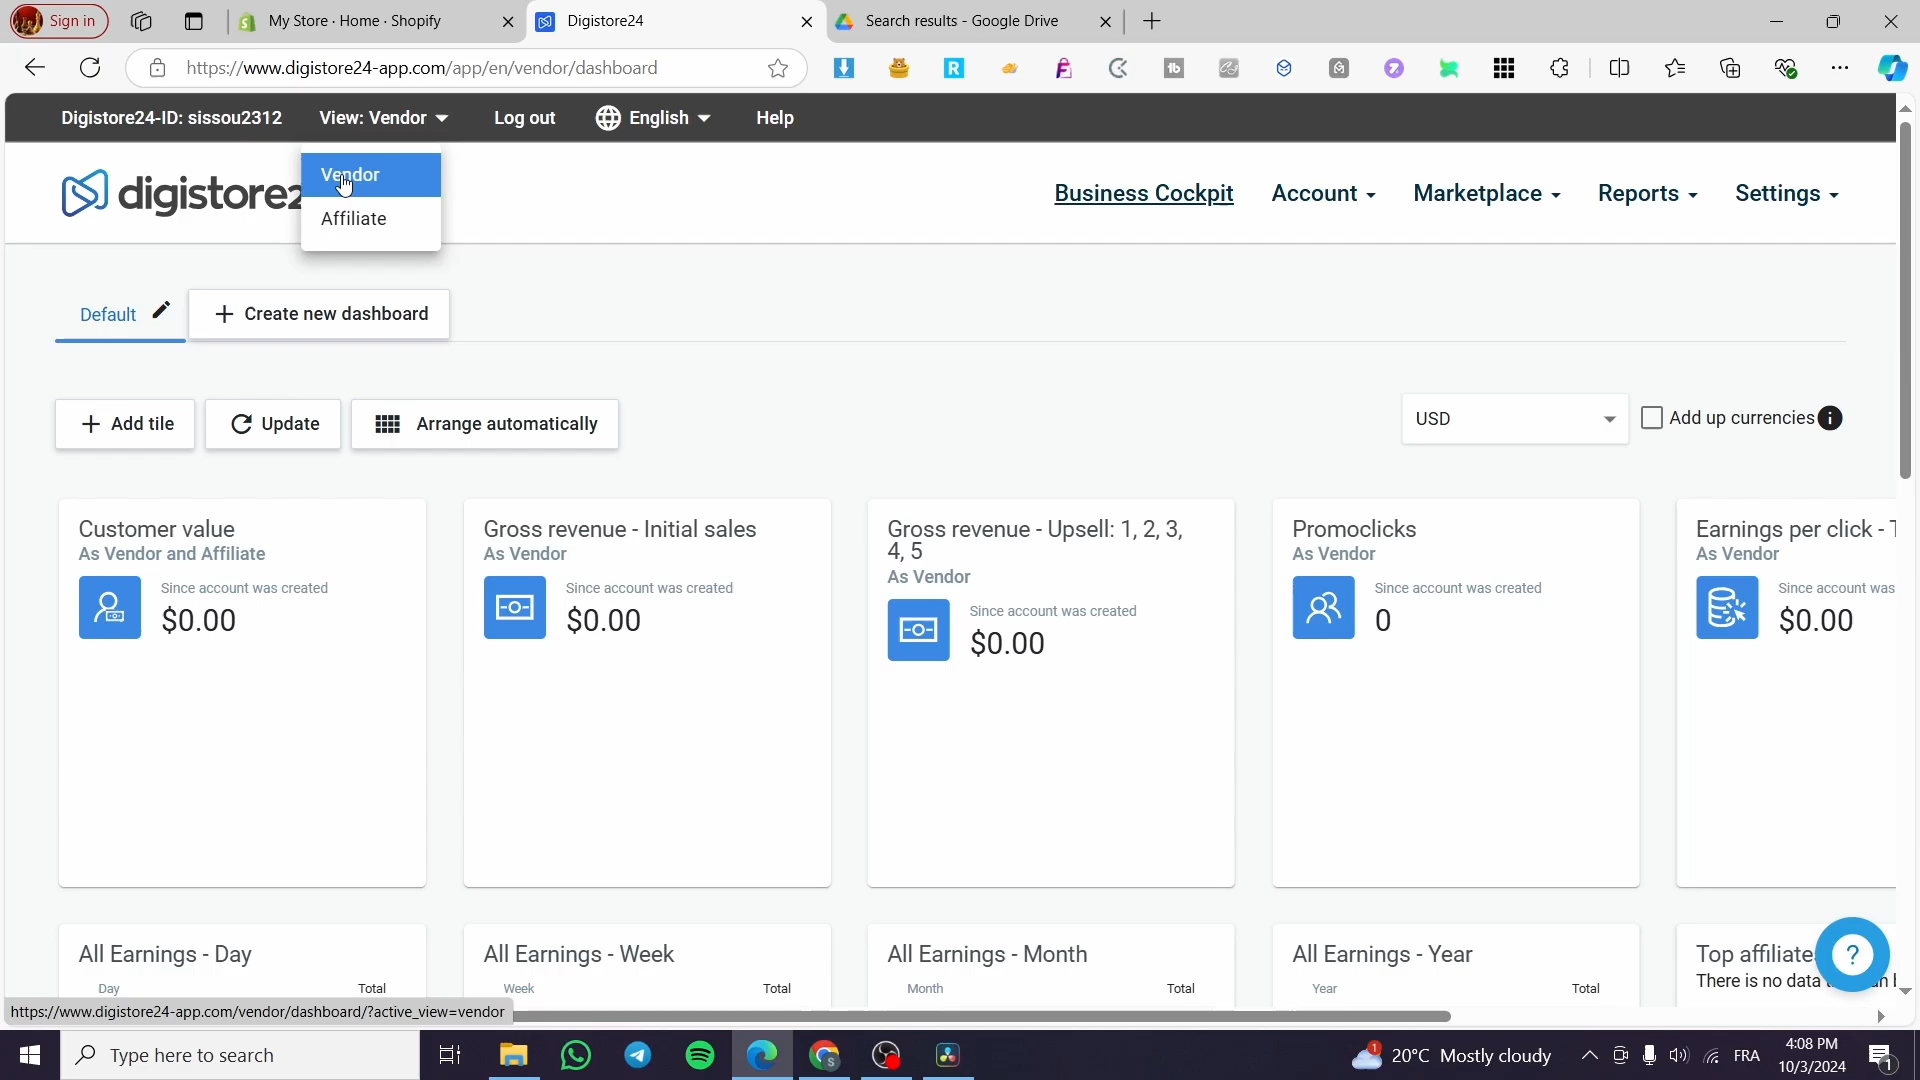 Sign in
My Store · Home · Shopify
Digistore24
Search results - Google Drive
https://www.digistore24-app.com/app/en/vendor/dashboard
Digistore24-ID: sissou2312
View: Vendor
Log out
English
Help
Vendor
Affiliate
digistore2
Business Cockpit
Account
Marketplace
Reports
Settings
Default
+ Create new dashboard
+ Add tile
Update
Arrange automatically
USD
Add up currencies
Customer value
As Vendor and Affiliate
Since account was created
$0.00
Gross revenue - Initial sales
As Vendor
Since account was created
$0.00
Gross revenue - Upsell: 1, 2, 3,
4, 5
As Vendor
Since account was created
$0.00
Promoclicks
As Vendor
Since account was created
0
Earnings per click -
As Vendor
Since account was
$0.00
All Earnings - Day
Day Total
All Earnings - Week
Week Total
All Earnings - Month
Month Total
All Earnings - Year
Year Total
Top affiliate
There is no data
?
https://www.digistore24-app.com/vendor/dashboard/?active_view=vendor
Type here to search
1
20°C Mostly cloudy
FRA
4:08 PM
10/3/2024
1